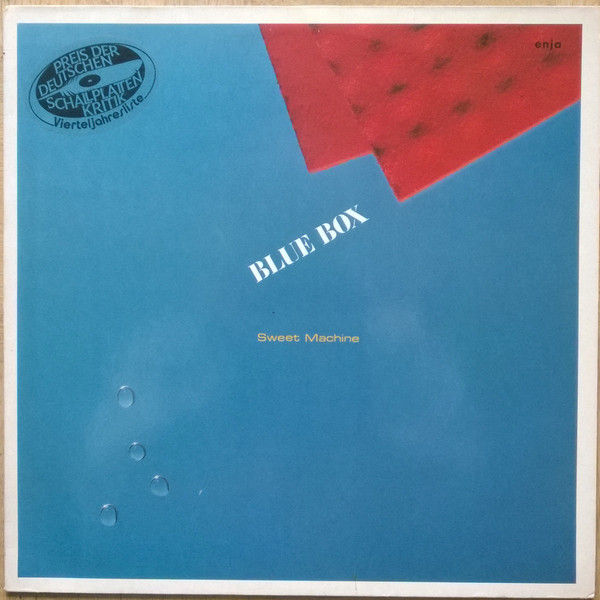 PREIS DER
DEUTSCHEN
SCHALLPLATTEN
KRITIK
Vierteljahresliste
enja
BLUE BOX
Sweet Machine